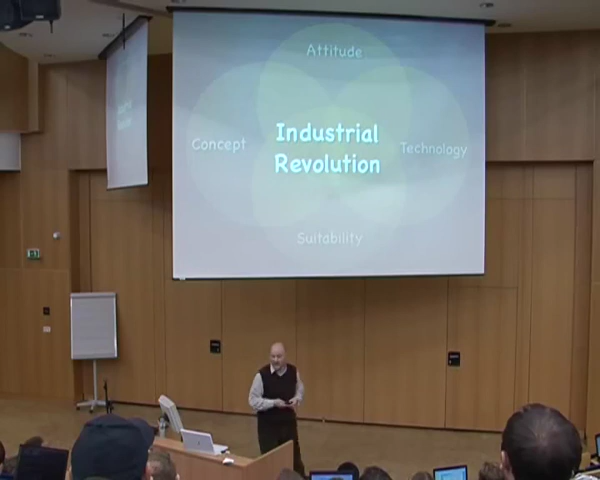 Attitude
Concept
Industrial
Revolution
Technology
Suitability